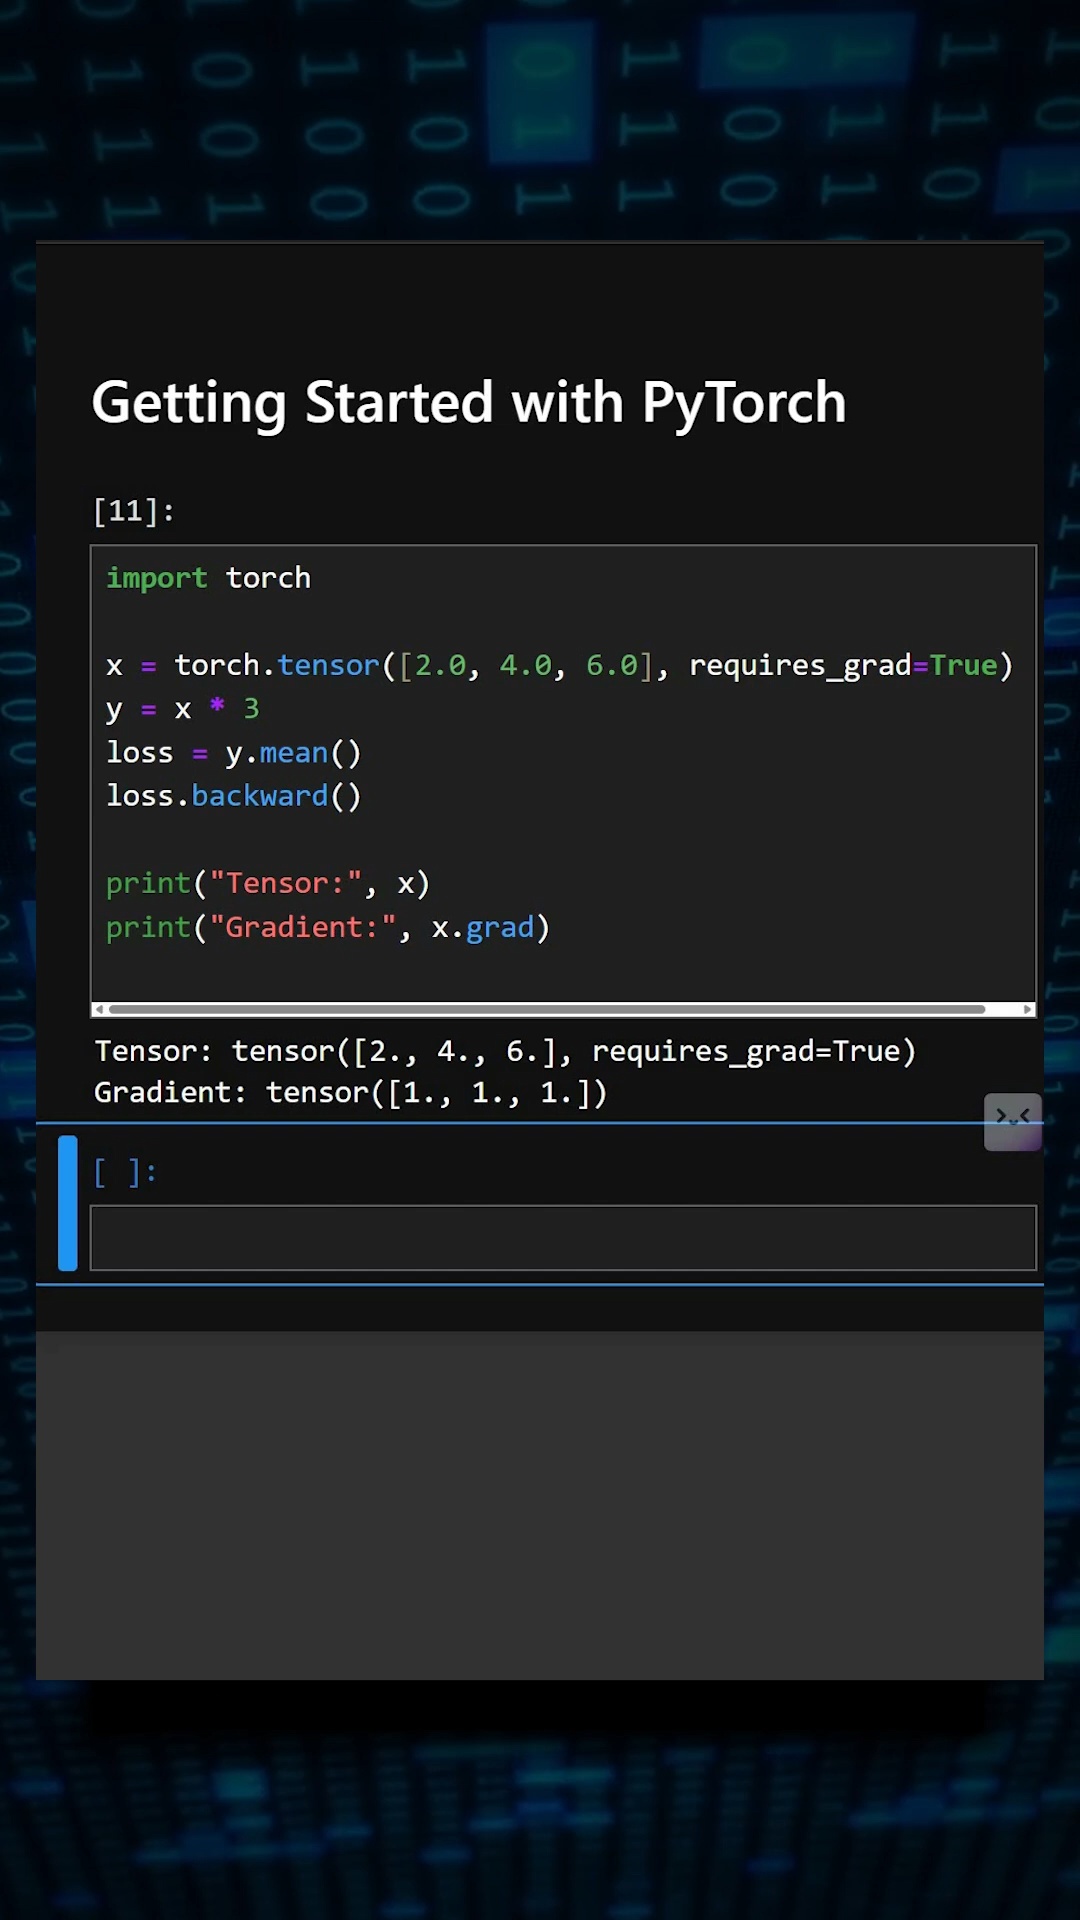 Getting Started with PyTorch
[11]:
import torch
x = torch.tensor([2.0, 4.0, 6.0], requires_grad=True)
y = x * 3
loss = y.mean()
loss.backward()
print("Tensor:", x)
print("Gradient:", x.grad)
Tensor: tensor([2., 4., 6.], requires_grad=True)
Gradient: tensor([1., 1., 1.])
[ ]: